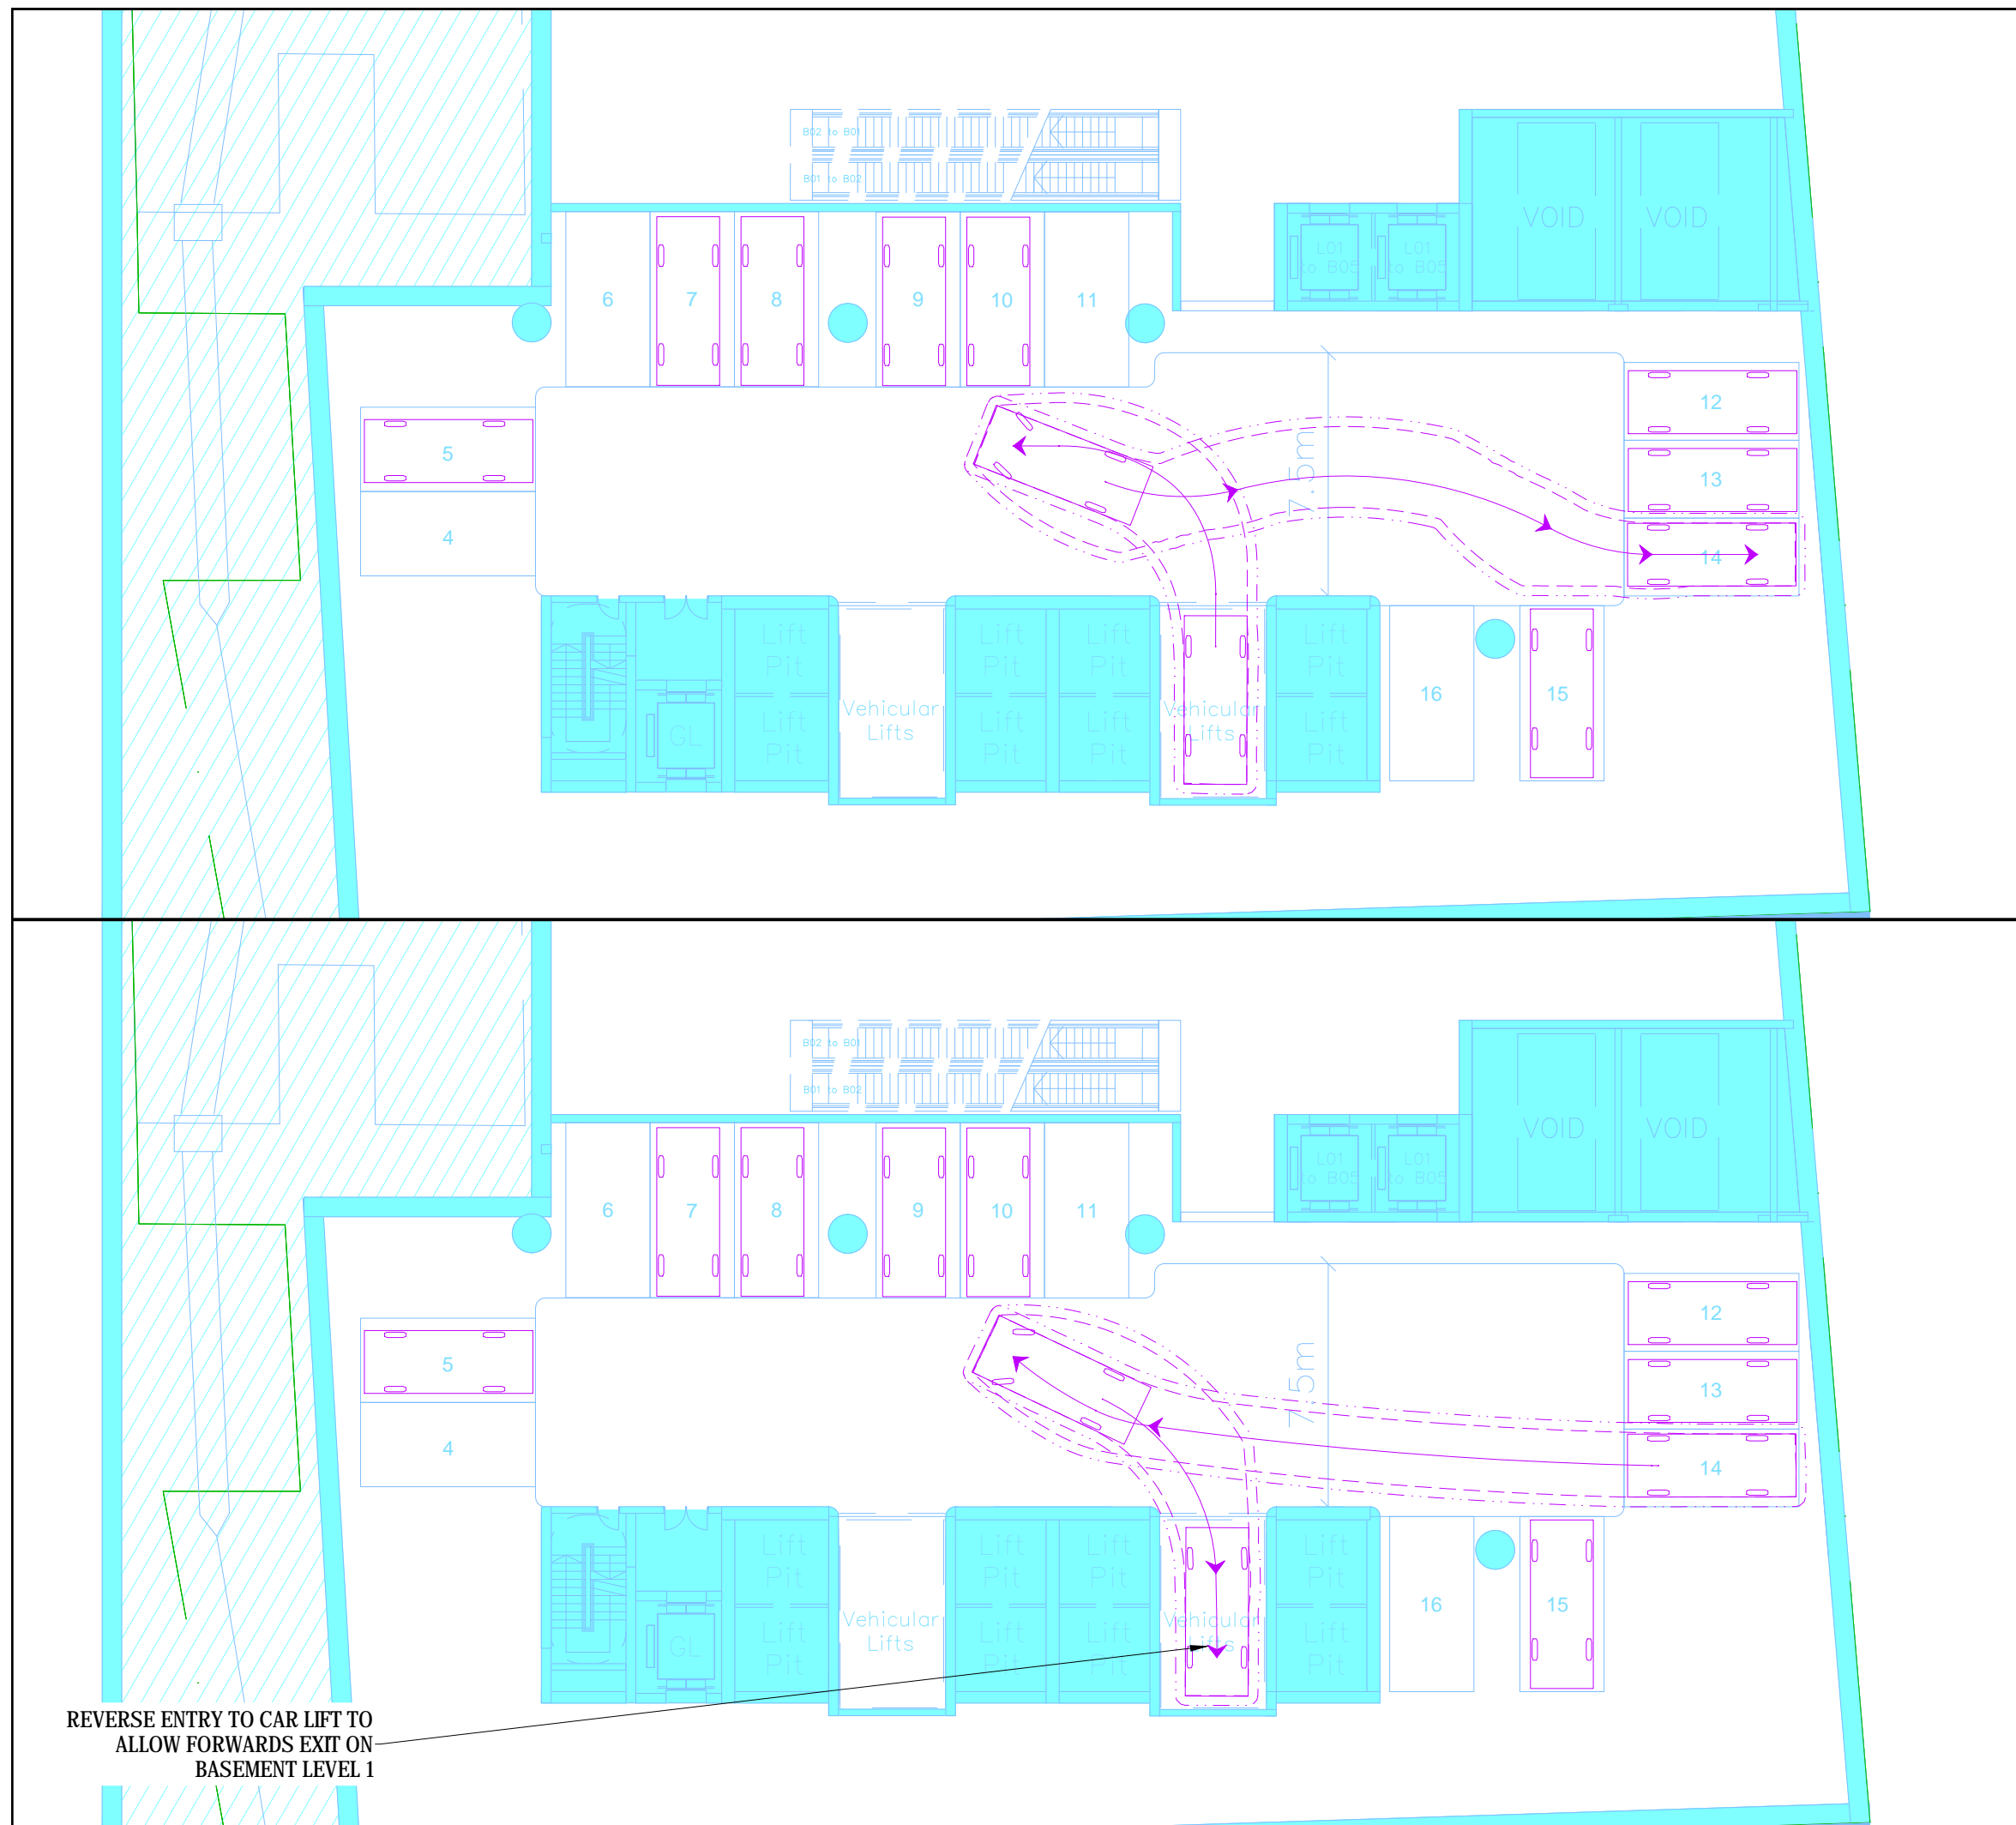 B02 to B01
B01 to B02
VOID VOID
L01 L01
to B05 to B05
6 7 8 9 10 11
12
5
13
7.5m
4
14
Lift Lift Lift Lift
Pit Pit Pit Pit
16 15
Vehicular Vehicular
Lifts Lifts
GL
Lift Lift Lift Lift
Pit Pit Pit Pit
B02 to B01
B01 to B02
VOID VOID
L01 L01
to B05 to B05
6 7 8 9 10 11
12
5
13
7.5m
4
14
Lift Lift Lift Lift
Pit Pit Pit Pit
16 15
Vehicular Vehicular
Lifts Lifts
GL
Lift Lift Lift Lift
Pit Pit Pit Pit
REVERSE ENTRY TO CAR LIFT TO
ALLOW FORWARDS EXIT ON
BASEMENT LEVEL 1